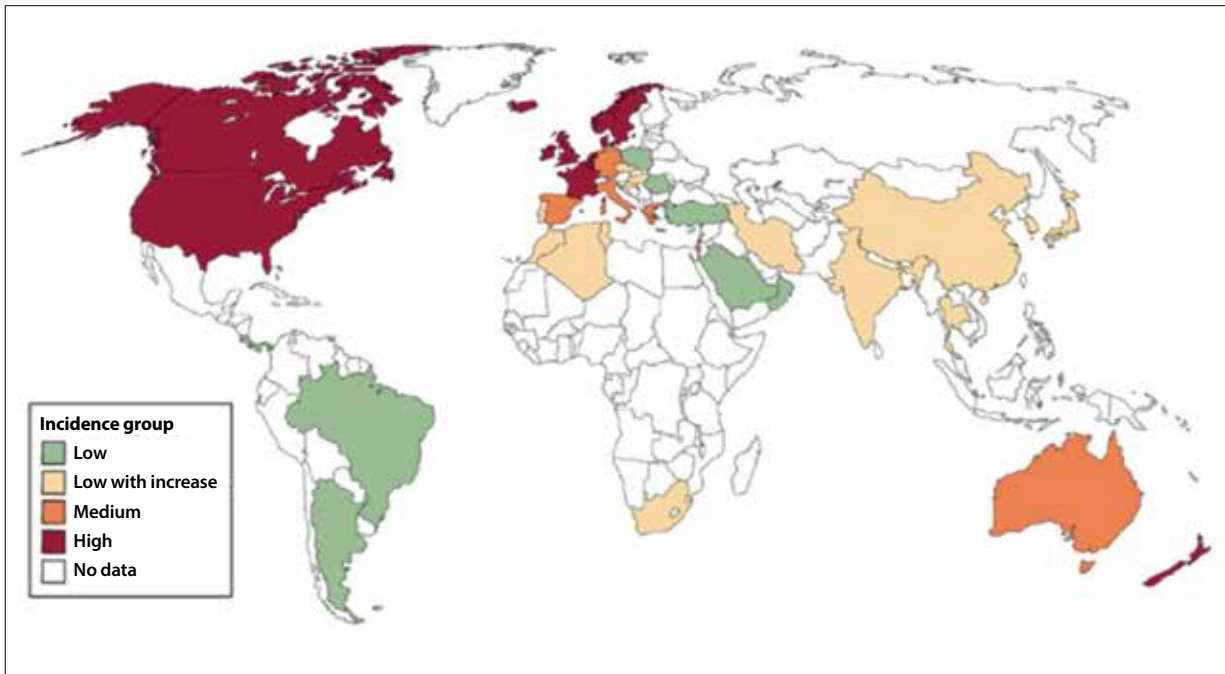 Incidence group
Low
Low with increase
Medium
High
No data